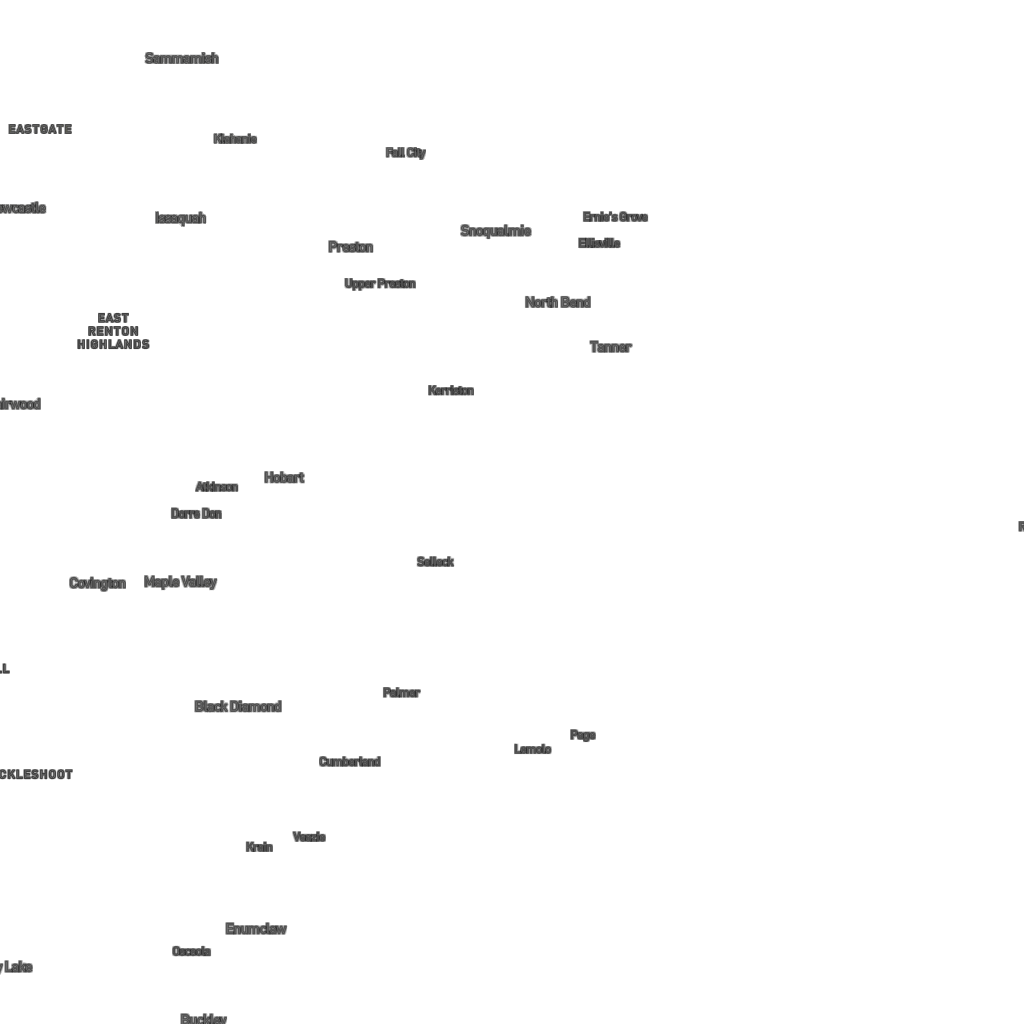 Sammamish
EASTGATE
Klahanie
Fall City
wcastle
Issaquah
Ernie's Grove
Snoqualmie
Ellisville
Preston
Upper Preston
North Bend
EAST
RENTON
HIGHLANDS
Tanner
Kerriston
irwood
Hobart
Atkinson
Dorre Don
Selleck
Covington
Maple Valley
Palmer
Black Diamond
Page
Lemolo
Cumberland
CKLESHOOT
Veazie
Krain
Enumclaw
Osceola
y Lake
Buckley